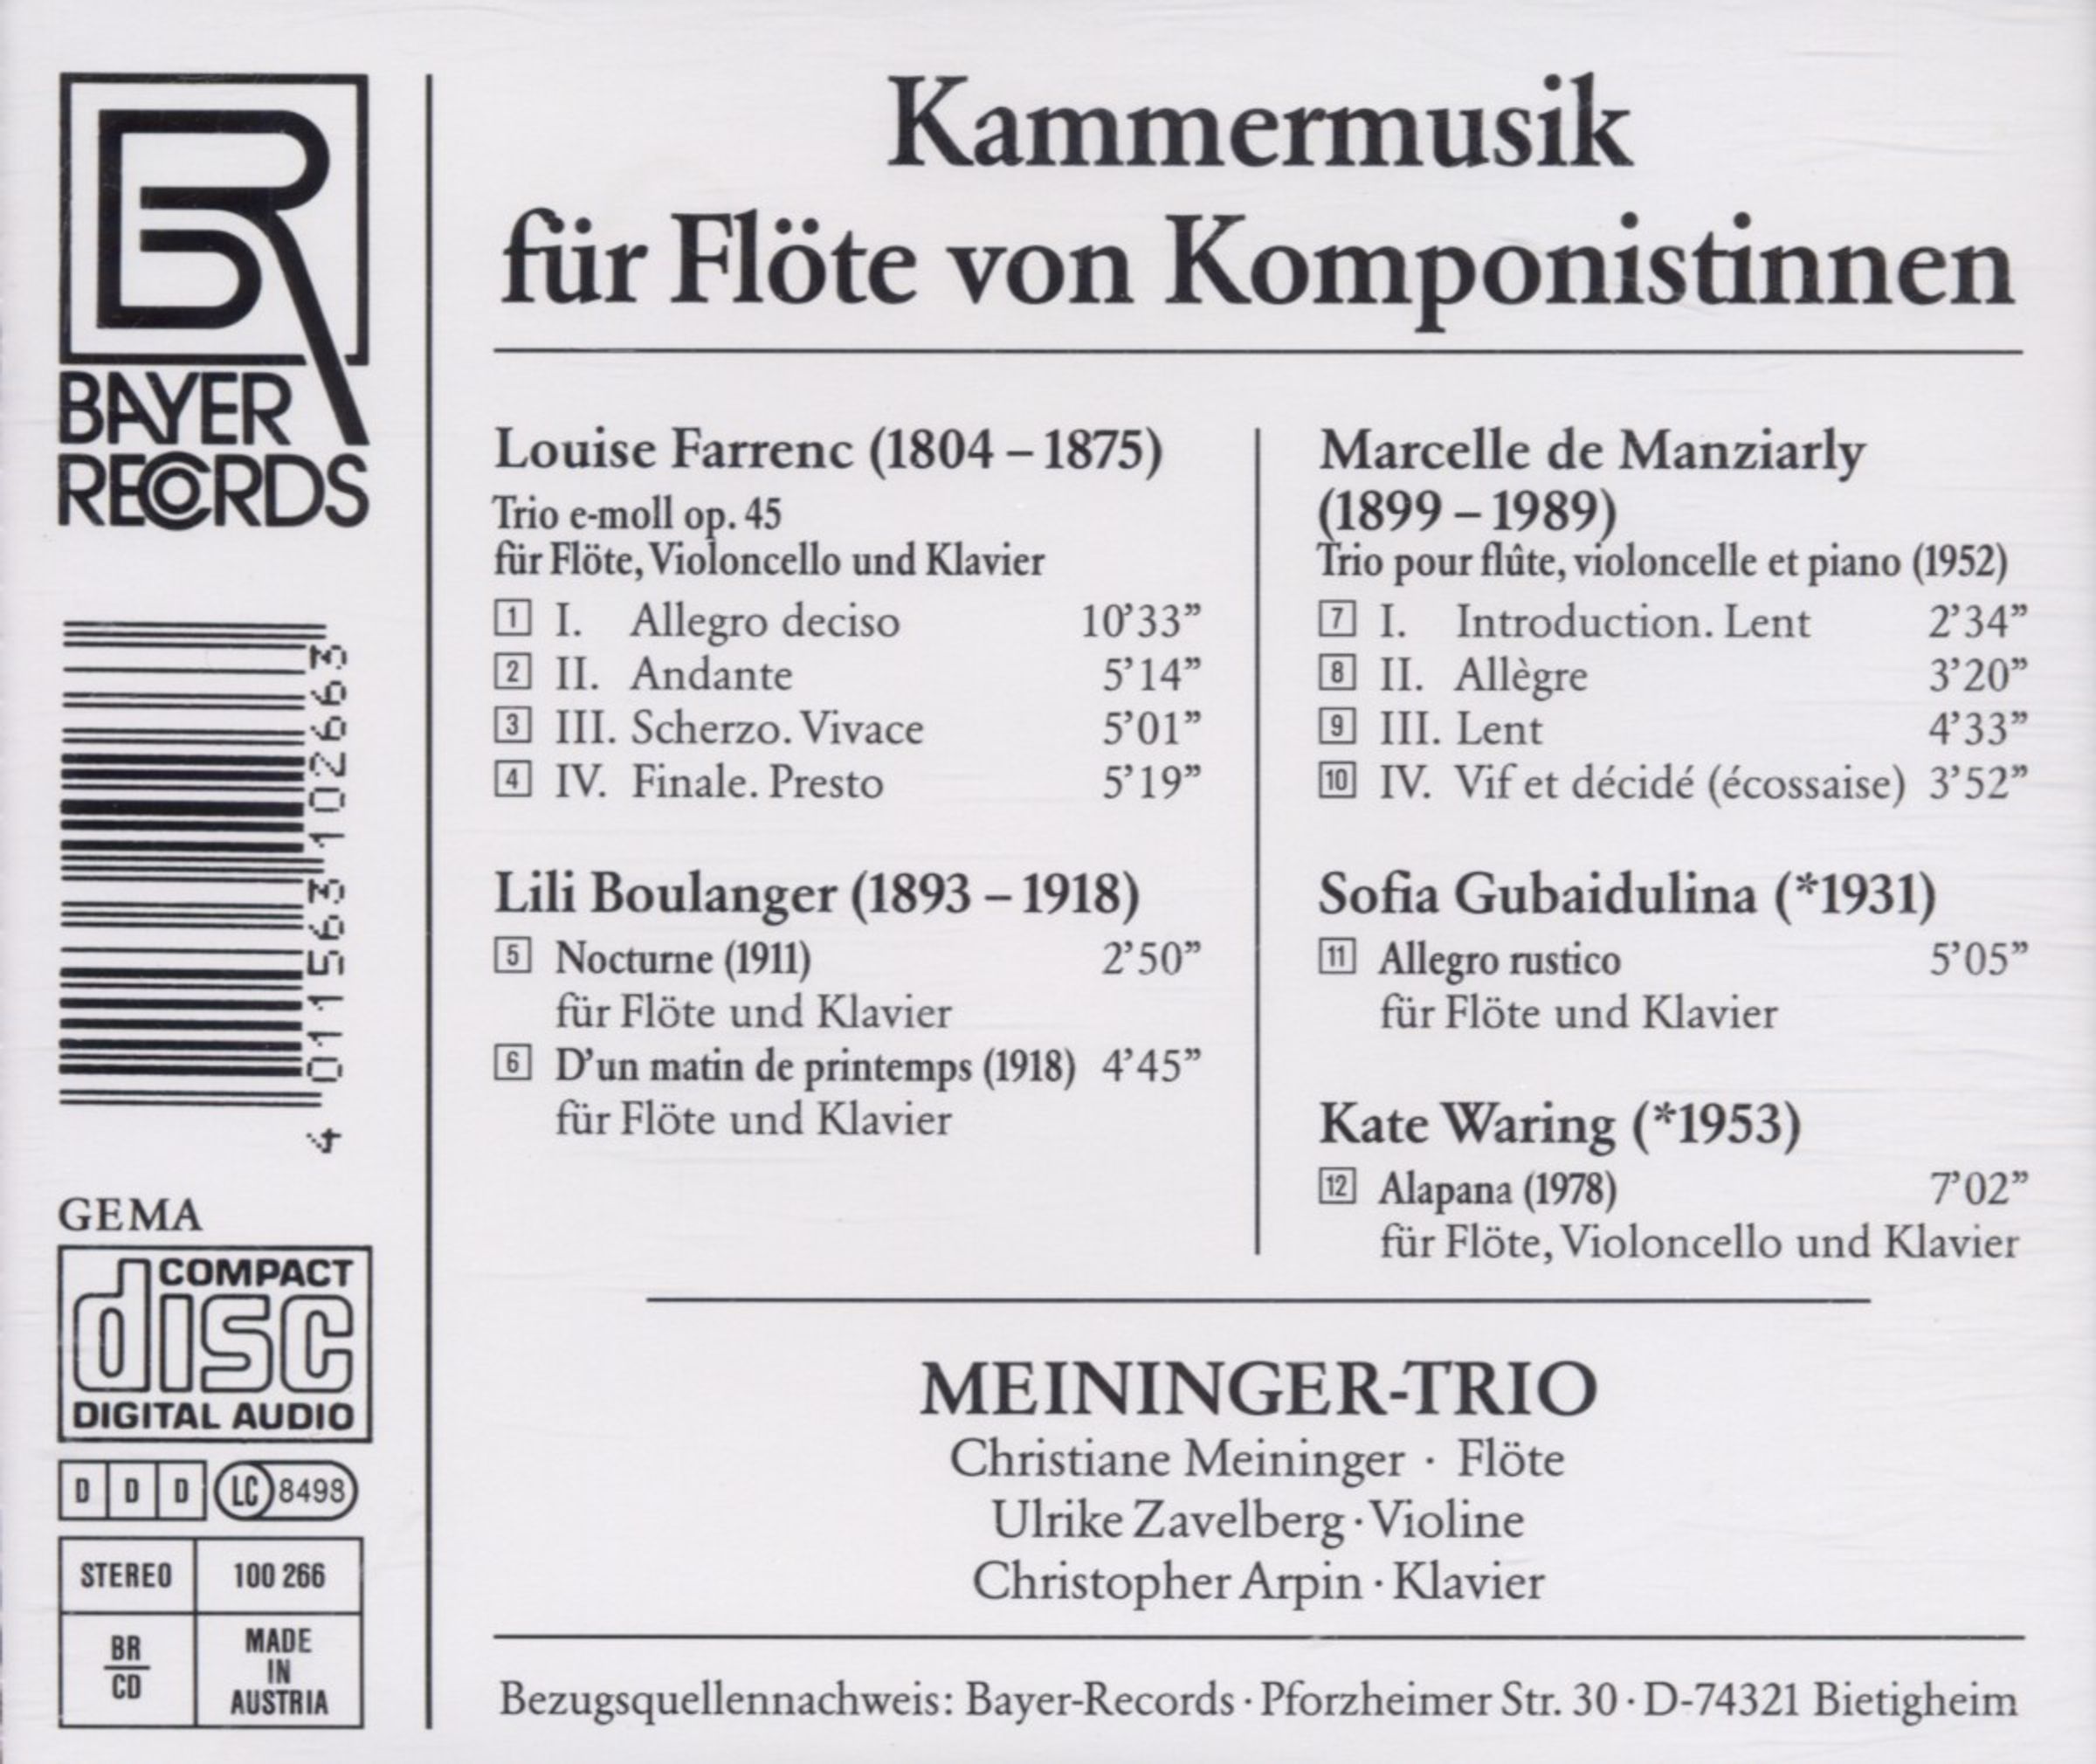 BAYER
RECORDS
4 011563 102663
GEMA
COMPACT
disc
DIGITAL AUDIO
D D D LC 8498
STEREO 100 266
BR
CD
MADE
IN
AUSTRIA
Kammermusik
für Flöte von Komponistinnen
Louise Farrenc (1804 – 1875)
Trio e-moll op. 45
für Flöte, Violoncello und Klavier
1 I. Allegro deciso 10’33”
2 II. Andante 5’14”
3 III. Scherzo. Vivace 5’01”
4 IV. Finale. Presto 5’19”
Lili Boulanger (1893 – 1918)
5 Nocturne (1911) 2’50”
für Flöte und Klavier
6 D’un matin de printemps (1918) 4’45”
für Flöte und Klavier
Marcelle de Manziarly
(1899 – 1989)
Trio pour flûte, violoncelle et piano (1952)
7 I. Introduction. Lent 2’34”
8 II. Allègre 3’20”
9 III. Lent 4’33”
10 IV. Vif et décidé (écossaise) 3’52”
Sofia Gubaidulina (*1931)
11 Allegro rustico 5’05”
für Flöte und Klavier
Kate Waring (*1953)
12 Alapana (1978) 7’02”
für Flöte, Violoncello und Klavier
MEININGER-TRIO
Christiane Meininger · Flöte
Ulrike Zavelberg · Violine
Christopher Arpin · Klavier
Bezugsquellennachweis: Bayer-Records · Pforzheimer Str. 30 · D-74321 Bietigheim